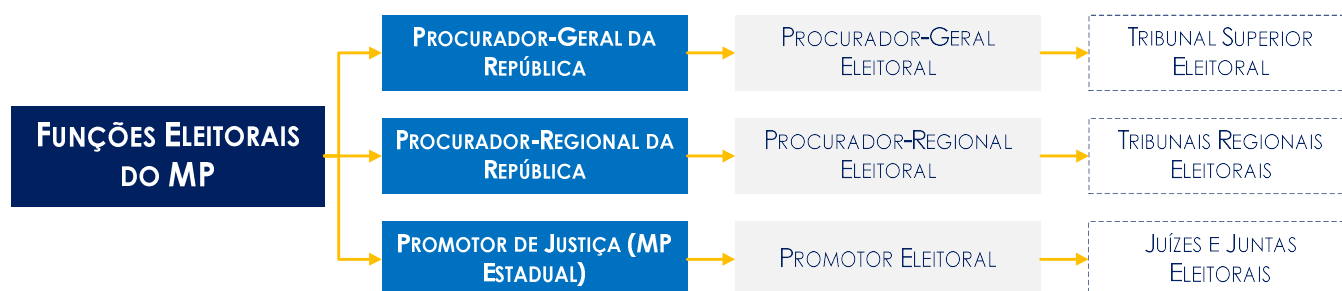 FUNÇÕES ELEITORAIS
DO MP
PROCURADOR-GERAL DA
REPÚBLICA
PROCURADOR-GERAL
ELEITORAL
TRIBUNAL SUPERIOR
ELEITORAL
PROCURADOR-REGIONAL DA
REPÚBLICA
PROCURADOR-REGIONAL
ELEITORAL
TRIBUNAIS REGIONAIS
ELEITORAIS
PROMOTOR DE JUSTIÇA (MP
ESTADUAL)
PROMOTOR ELEITORAL
JUÍZES E JUNTAS
ELEITORAIS